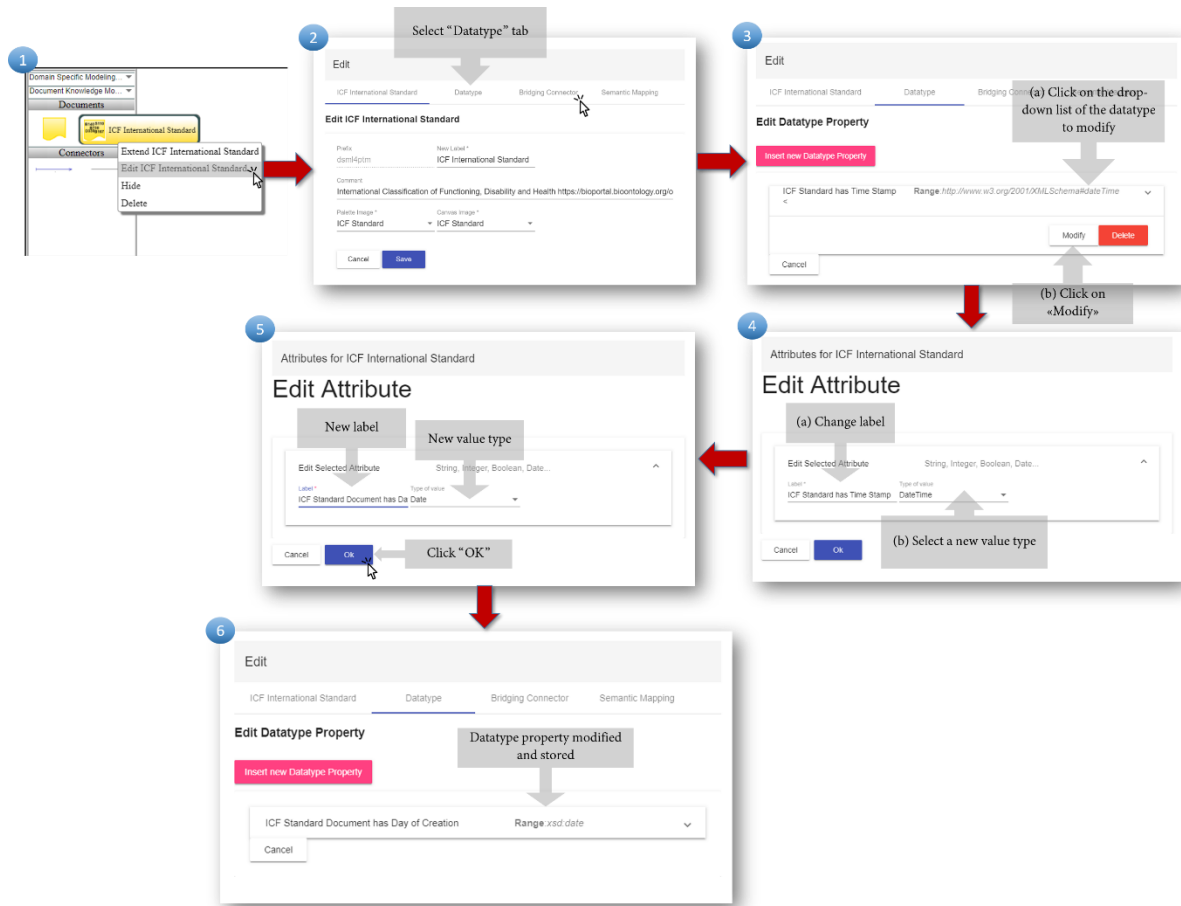 1
Domain Specific Modeling...
Document Knowledge Mo...
Documents
ICF International Standard
Connectors
Extend ICF International Standard
Edit ICF International Standard
Hide
Delete
2
Select “Datatype” tab
Edit
ICF International Standard Datatype Bridging Connector Semantic Mapping
Edit ICF International Standard
Prefix New Label *
dsml4ptm ICF International Standard
Comment
International Classification of Functioning, Disability and Health https://bioportal.bioontology.org/o
Palette Image * Canvas Image *
ICF Standard ICF Standard
Cancel Save
3
Edit
ICF International Standard Datatype Bridging Conn
(a) Click on the drop-
down list of the datatype
to modify
Edit Datatype Property
Insert new Datatype Property
ICF Standard has Time Stamp Range:http://www.w3.org/2001/XMLSchema#dateTime
<
Modify Delete
Cancel
(b) Click on
«Modify»
4
Attributes for ICF International Standard
Edit Attribute
(a) Change label
Edit Selected Attribute String, Integer, Boolean, Date...
Label * Type of value
ICF Standard has Time Stamp DateTime
(b) Select a new value type
Cancel Ok
5
Attributes for ICF International Standard
Edit Attribute
New label
New value type
Edit Selected Attribute String, Integer, Boolean, Date...
Label * Type of value
ICF Standard Document has Da Date
Cancel Ok
Click “OK”
6
Edit
ICF International Standard Datatype Bridging Connector Semantic Mapping
Edit Datatype Property
Datatype property modified
and stored
Insert new Datatype Property
ICF Standard Document has Day of Creation Range:xsd:date
Cancel